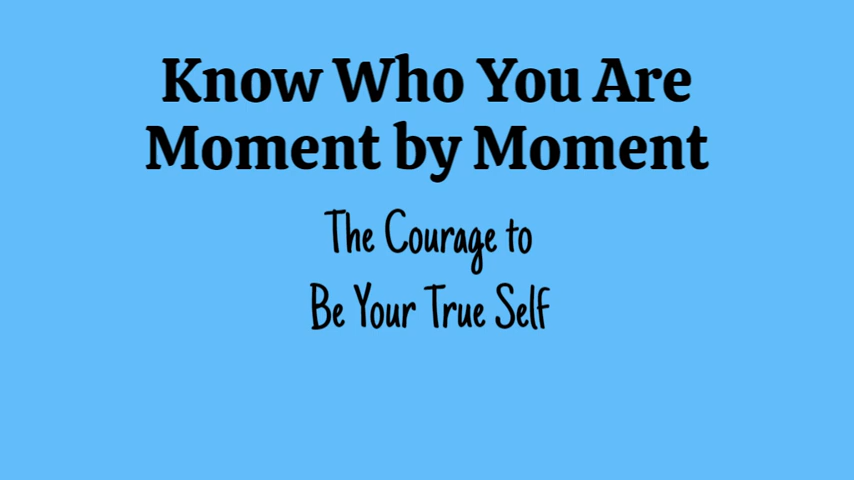 Know Who You Are
Moment by Moment
The Courage to
Be Your True Self